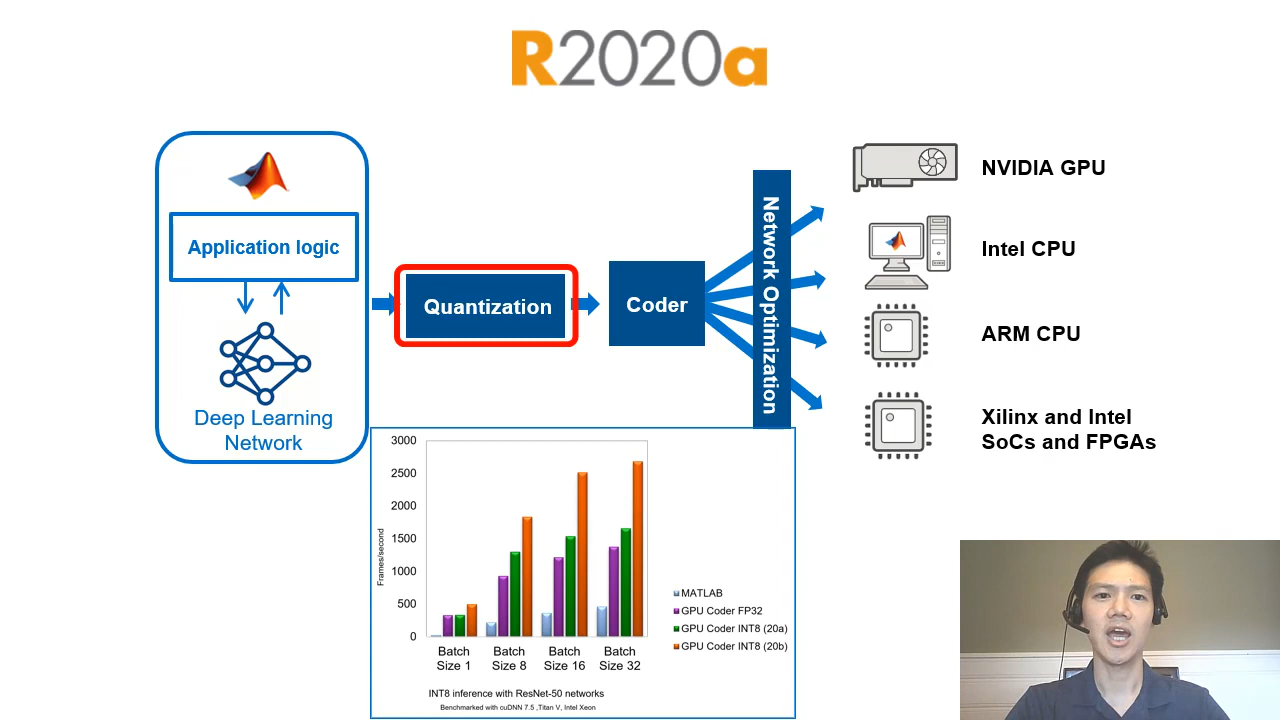 R2020a
Application logic
Deep Learning
Network
Quantization
Coder
Network Optimization
NVIDIA GPU
Intel CPU
ARM CPU
Xilinx and Intel
SoCs and FPGAs
3000
2500
2000
1500
1000
500
0
Frames/second
Batch
Size 1
Batch
Size 8
Batch
Size 16
Batch
Size 32
MATLAB
GPU Coder FP32
GPU Coder INT8 (20a)
GPU Coder INT8 (20b)
INT8 inference with ResNet-50 networks
Benchmarked with cuDNN 7.5 ,Titan V, Intel Xeon